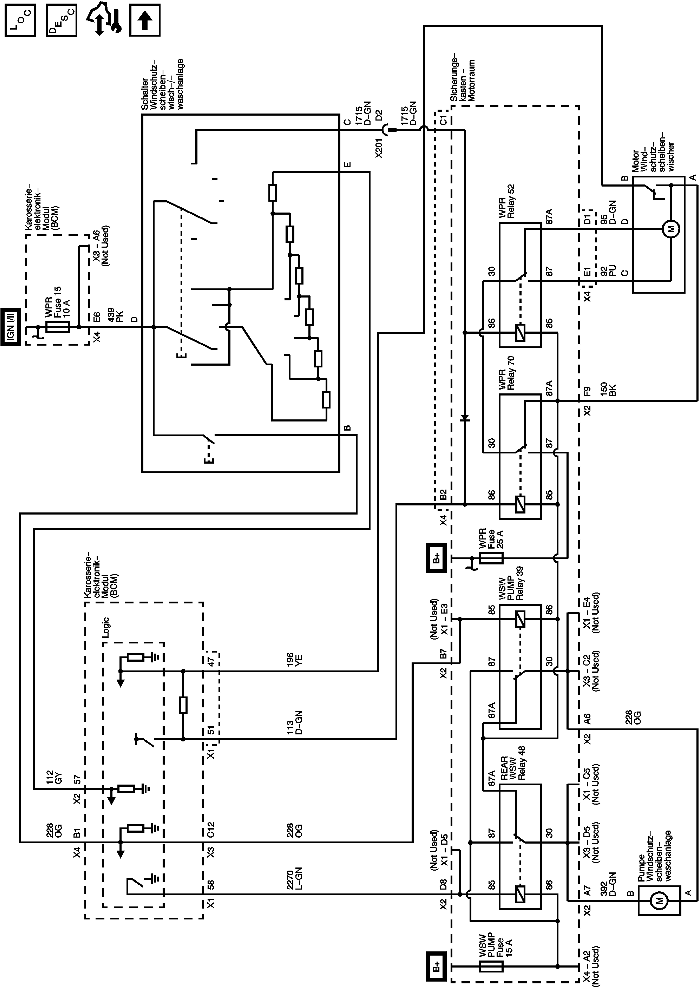 LOC
DESC
IGN I/II
Karosserie-
elektronik
Modul
(BCM)
WPR
Fuse 15
10 A
X3 - A6
(Not Used)
E6
X4
439
PK
D
Schalter
Windschutz-
scheiben-
wisch-/-
waschanlage
C
1715
D-GN
D2
X201
1715
D-GN
E
B
Sicherungs-
kasten -
Motorraum
C1
WPR
Relay 52
30
87A
87
86
85
D1
95
D-GN
D
E1
92
PU
C
X4
Motor
Wind-
schutz-
scheiben-
wischer
B
A
M
WPR
Relay 70
30
87A
87
86
85
F9
X2
150
BK
B2
X4
B+
WPR
Fuse
25 A
Karosserie-
elektronik-
Modul
(BCM)
Logic
47
196
YE
51
X1
113
D-GN
112
GY
57
X2
228
OG
B1
X4
C12
X3
228
OG
56
X1
2270
L-GN
WSW
PUMP
Relay 39
85
86
87
30
87A
(Not Used)
X1 - E3
B7
X2
X1 - E4
(Not Used)
X3 - C2
(Not Used)
A6
X2
228
OG
REAR
WSW
Relay 48
87A
87
30
85
86
(Not Used)
X1 - D5
D8
X2
X1 - C5
(Not Used)
X3 - D5
(Not Used)
A7
X2
392
D-GN
Pumpe
Windschutz-
scheiben-
waschanlage
B
A
M
B+
WSW
PUMP
Fuse
15 A
X4 - A2
(Not Used)